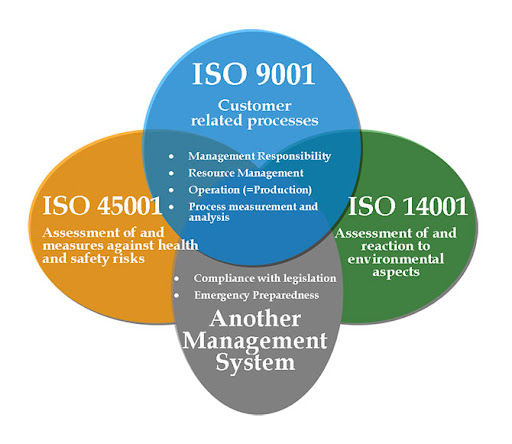 ISO 9001
Customer
related processes
• Management Responsibility
• Resource Management
• Operation (=Production)
• Process measurement and
analysis
ISO 45001
Assessment of and
measures against health
and safety risks
ISO 14001
Assessment of and
reaction to
environmental
aspects
• Compliance with legislation
• Emergency Preparedness
Another
Management
System